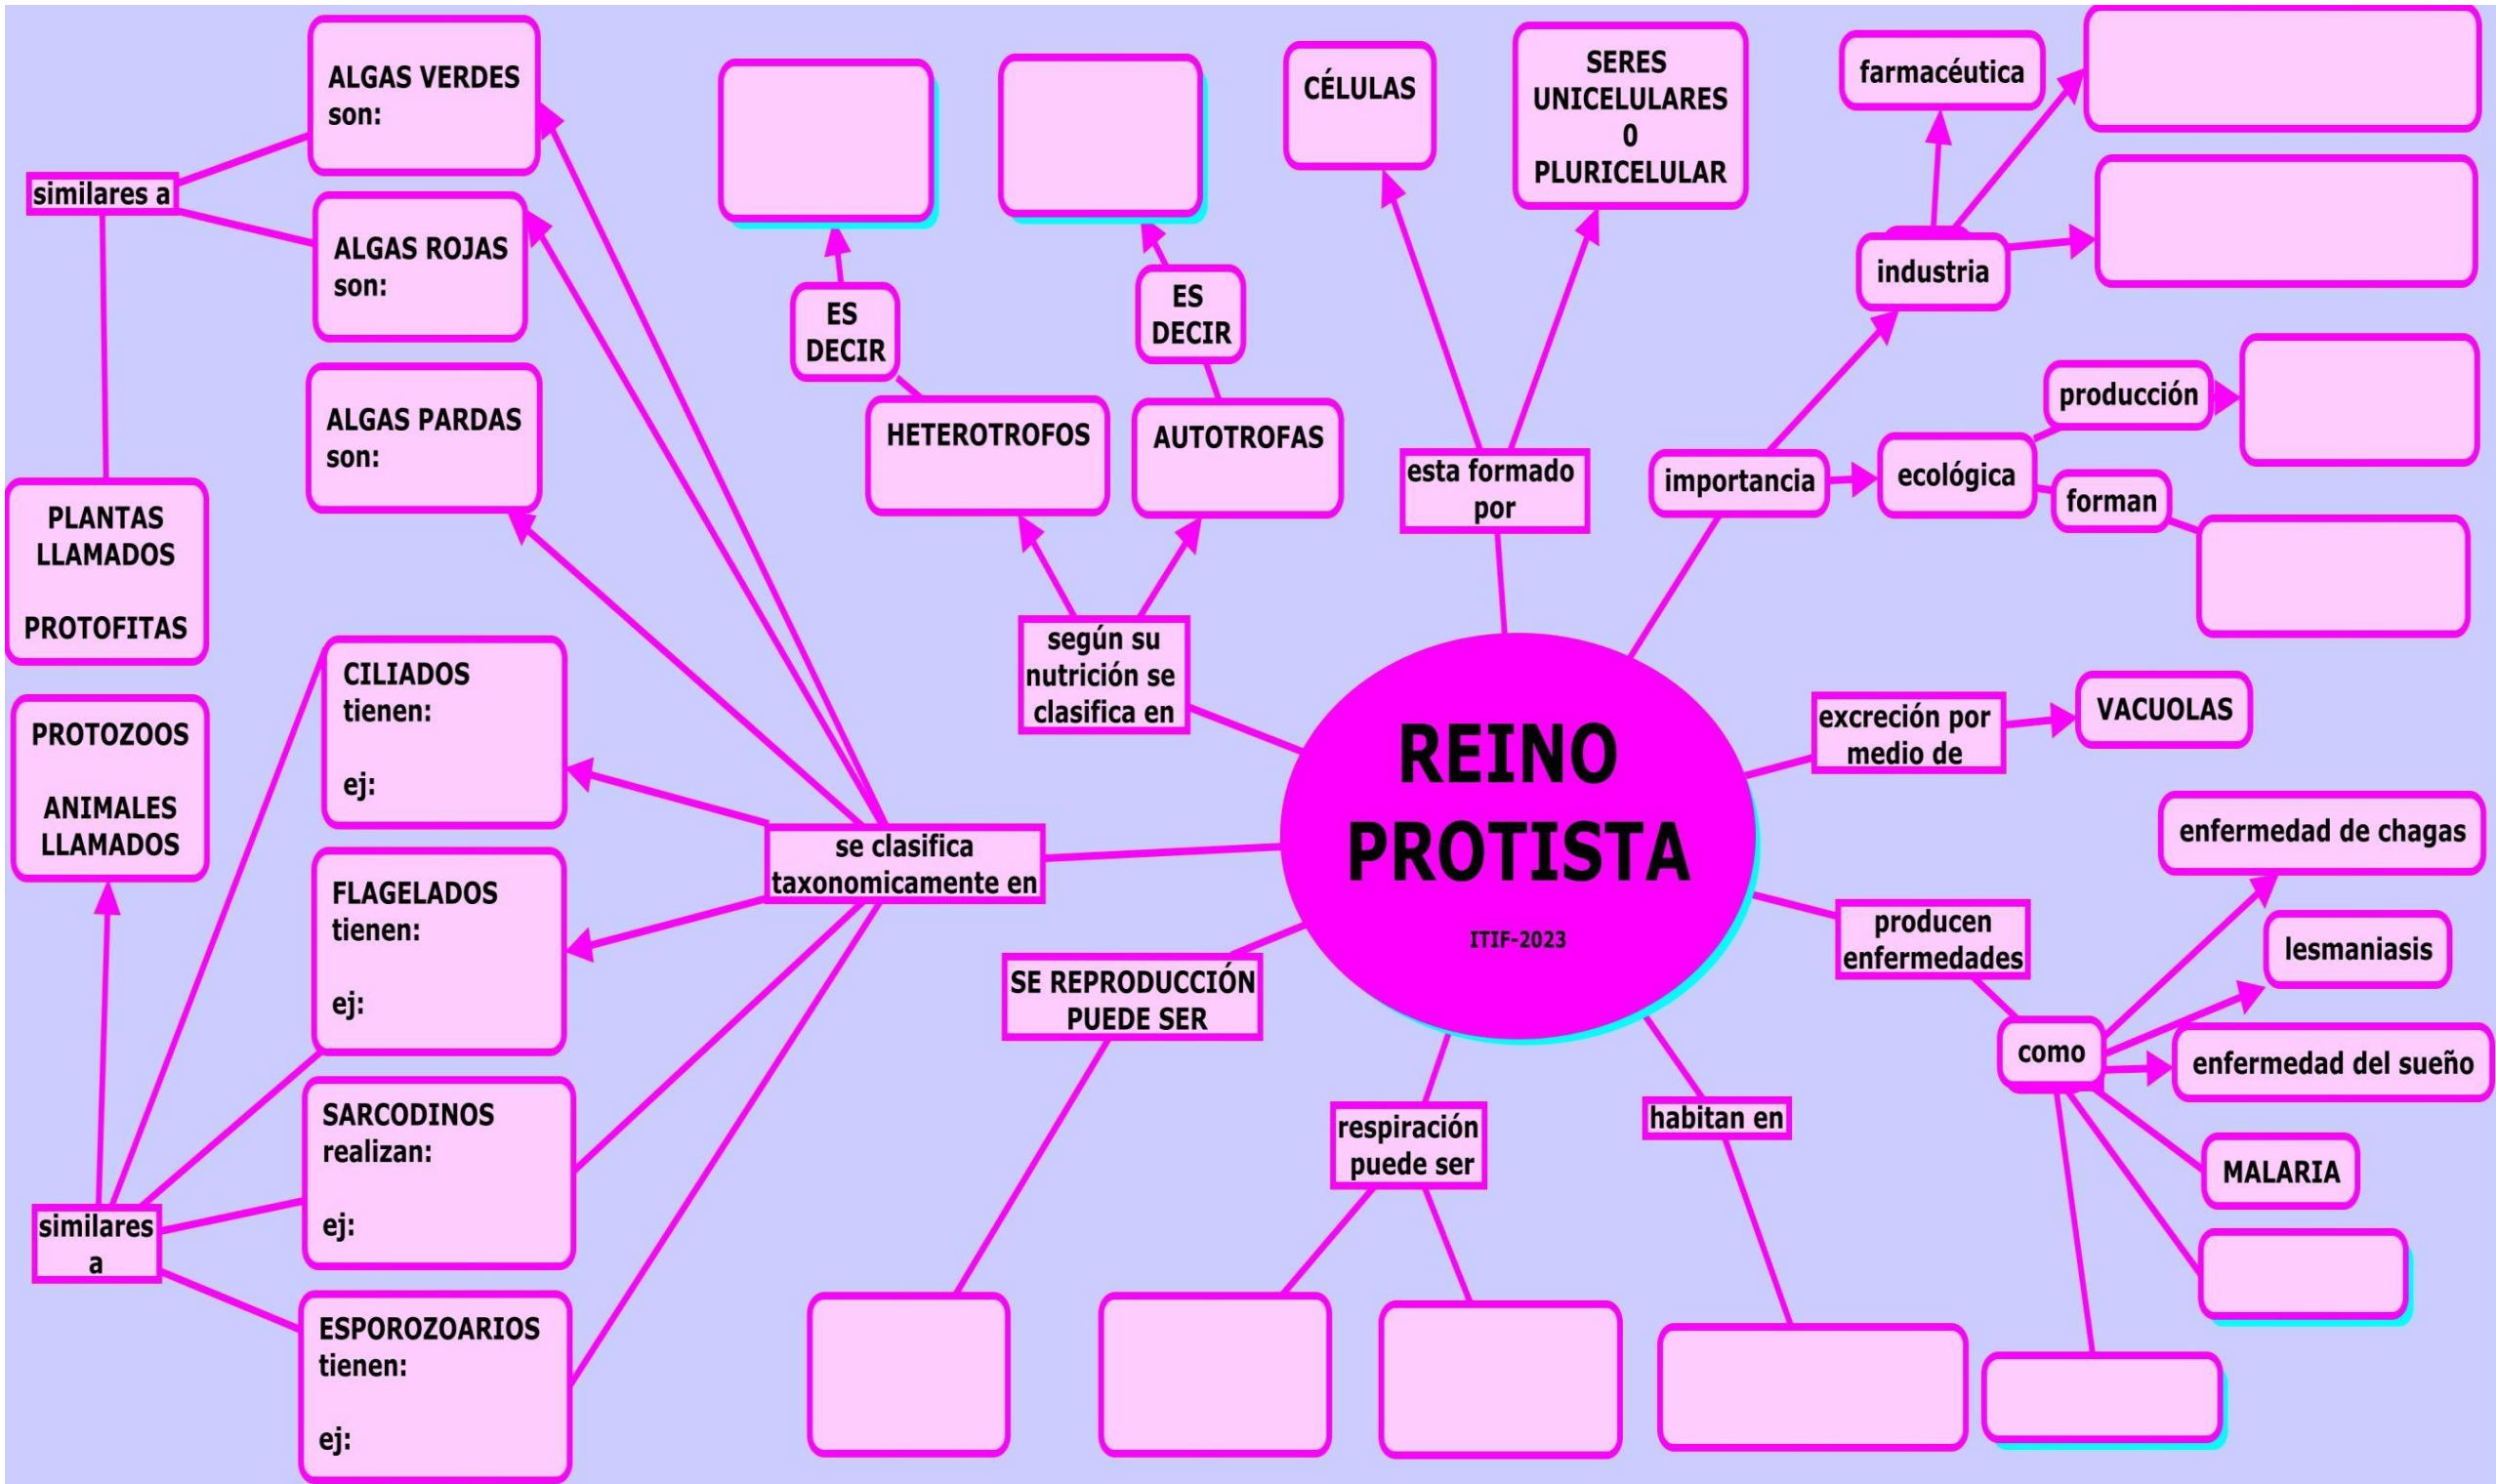 ALGAS VERDES
son:
similares a
ALGAS ROJAS
son:
ALGAS PARDAS
son:
PLANTAS
LLAMADOS
PROTOFITAS
CILIADOS
tienen:
ej:
PROTOZOOS
ANIMALES
LLAMADOS
FLAGELADOS
tienen:
ej:
SARCODINOS
realizan:
ej:
similares
a
ESPOROZOARIOS
tienen:
ej:
se clasifica
taxonomicamente en
ES
DECIR
HETEROTROFOS
ES
DECIR
AUTOTROFAS
según su
nutrición se
clasifica en
CÉLULAS
SERES
UNICELULARES
0
PLURICELULAR
esta formado
por
farmacéutica
industria
importancia
ecológica
producción
forman
REINO
PROTISTA
ITIF-2023
excreción por
medio de
VACUOLAS
producen
enfermedades
como
enfermedad de chagas
lesmaniasis
enfermedad del sueño
MALARIA
SE REPRODUCCIÓN
PUEDE SER
respiración
puede ser
habitan en